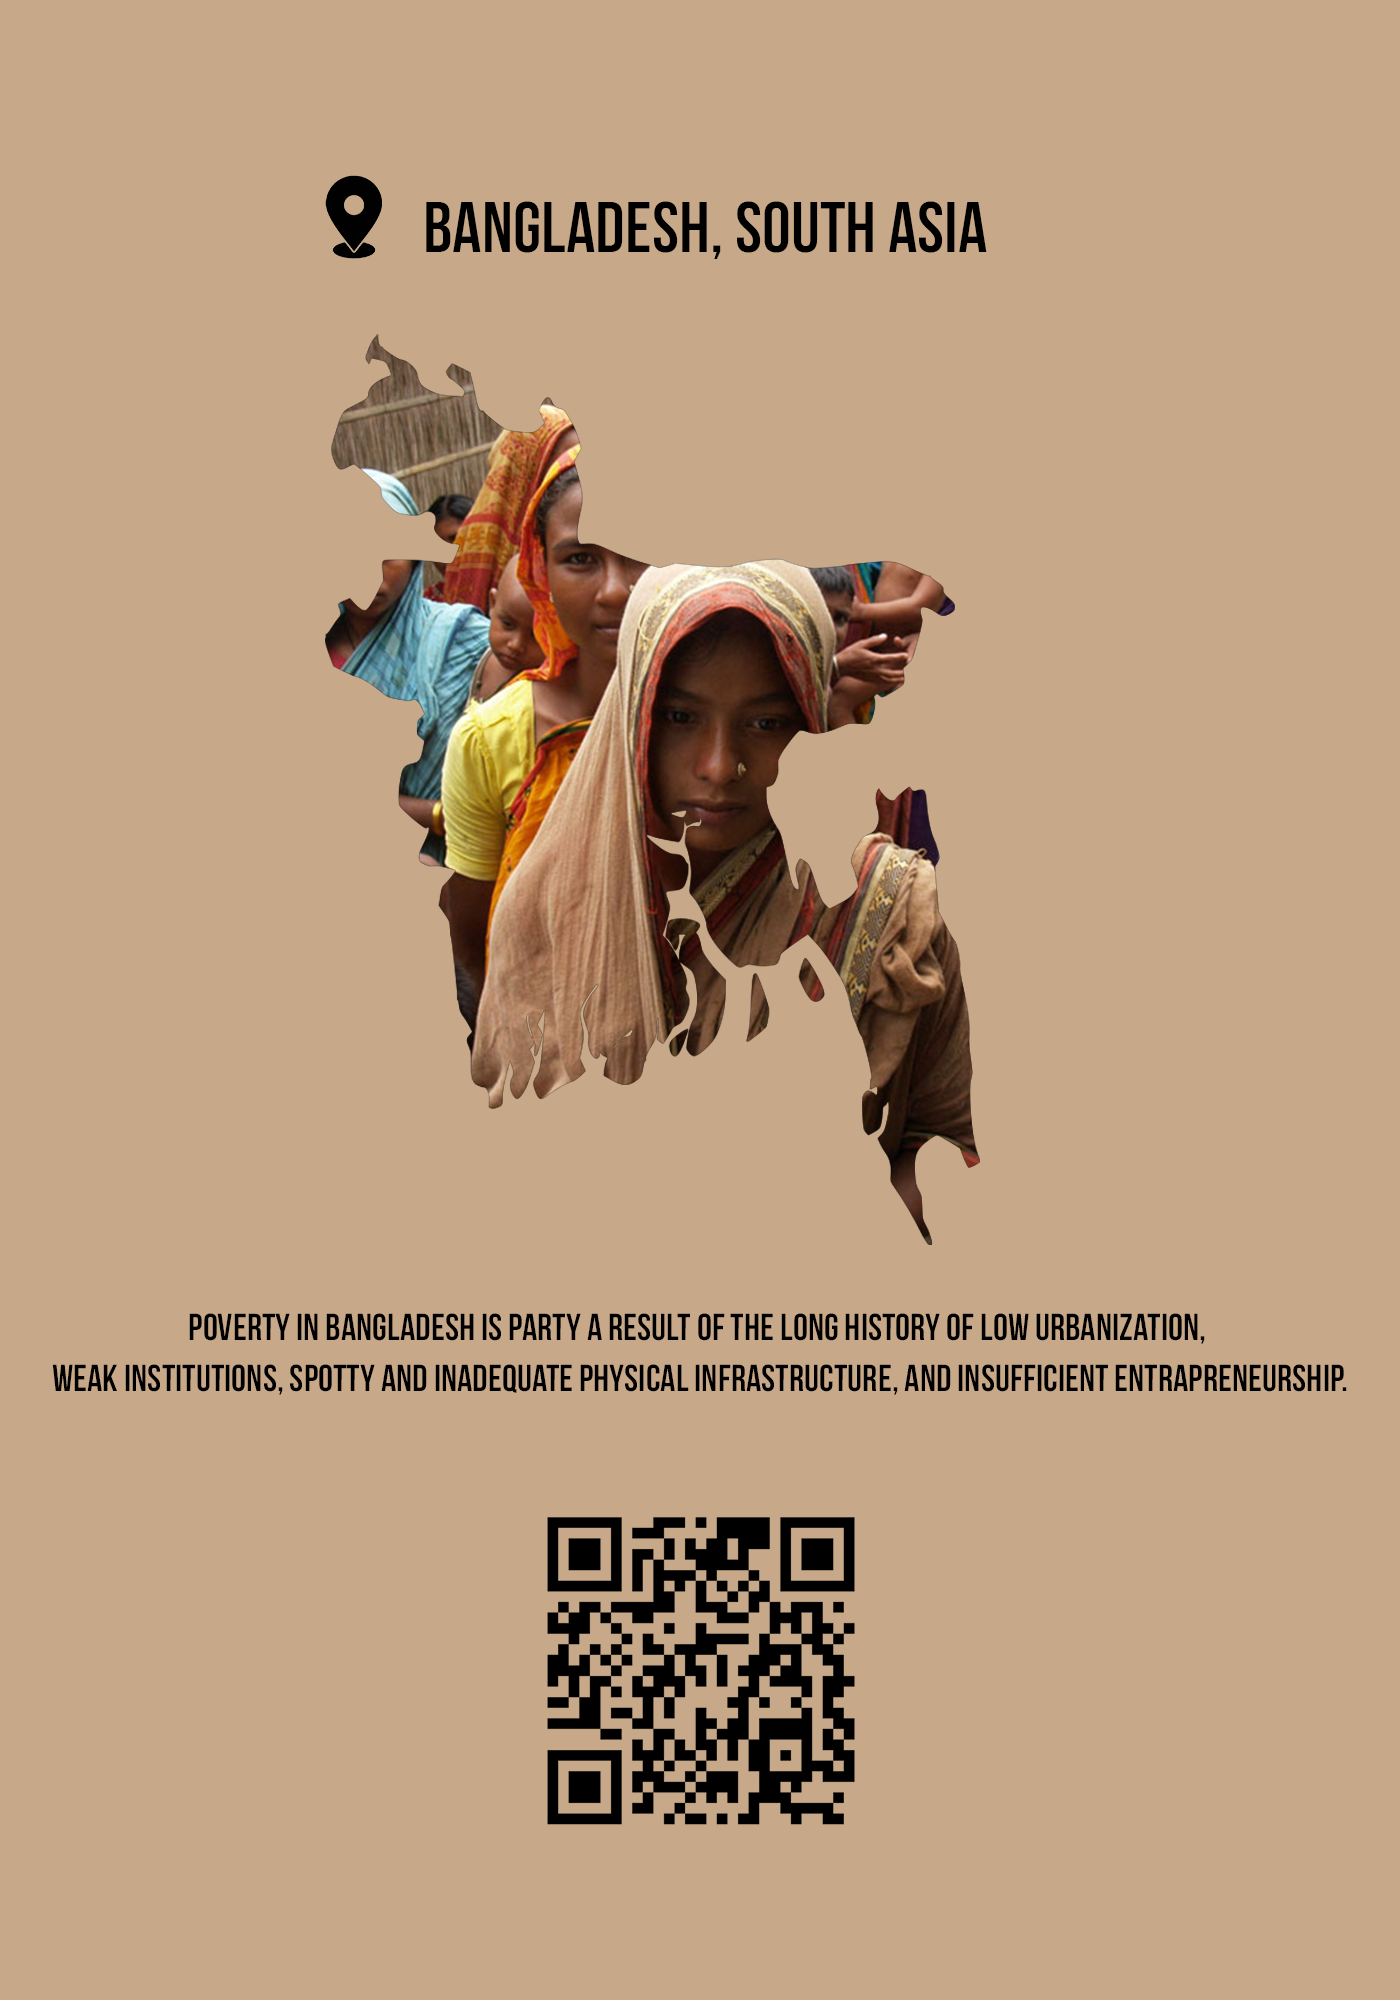 BANGLADESH, SOUTH ASIA
POVERTY IN BANGLADESH IS PARTY A RESULT OF THE LONG HISTORY OF LOW URBANIZATION,
WEAK INSTITUTIONS, SPOTTY AND INADEQUATE PHYSICAL INFRASTRUCTURE, AND INSUFFICIENT ENTRAPRENEURSHIP.